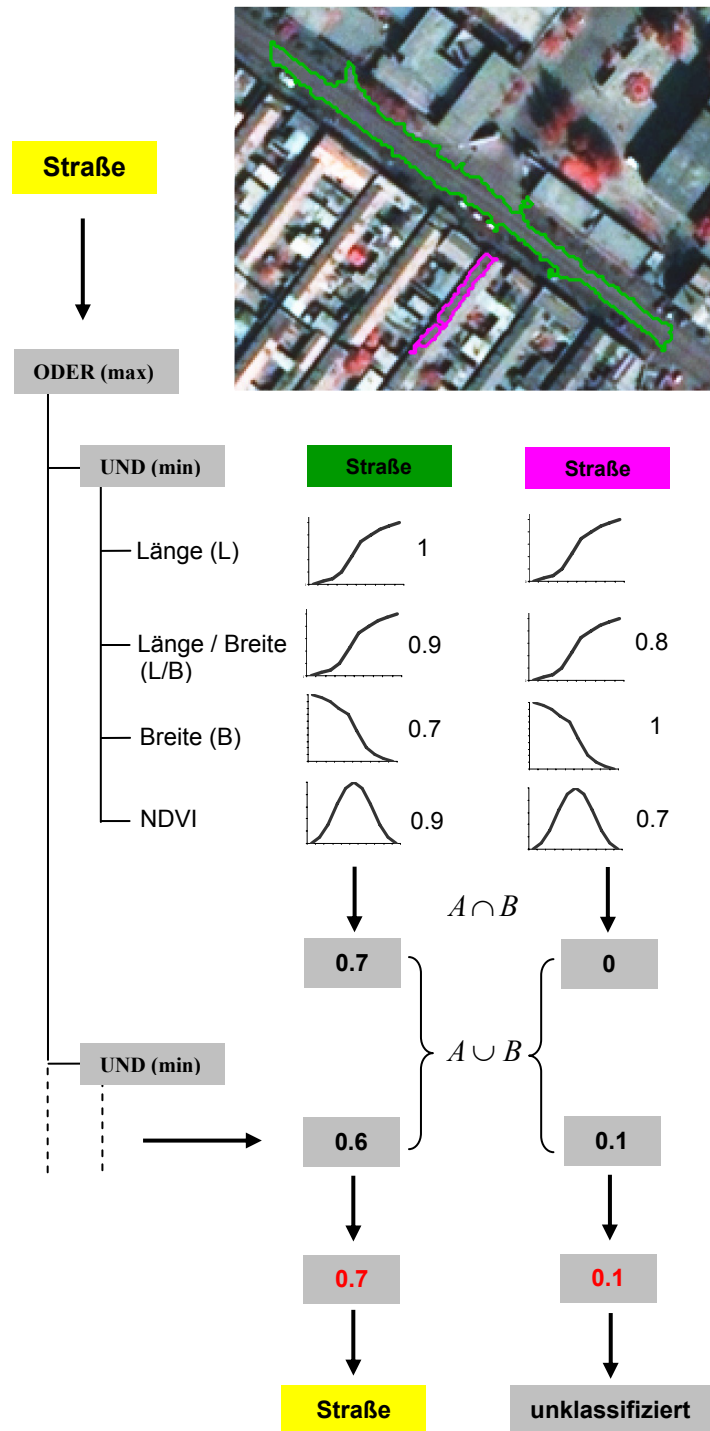 Straße
ODER (max)
UND (min)
Straße
Straße
Länge (L)
1
Länge / Breite
(L/B)
0.9
0.8
Breite (B)
0.7
1
NDVI
0.9
0.7
A ∩ B
0.7
0
UND (min)
A ∪ B
0.6
0.1
0.7
0.1
Straße
unklassifiziert